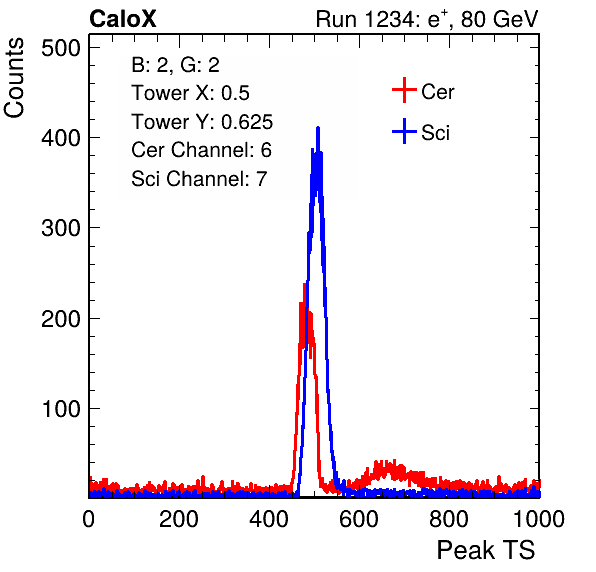 CaloX Run 1234: e⁺, 80 GeV
Counts
500
400
300
200
100
B: 2, G: 2
Tower X: 0.5
Tower Y: 0.625
Cer Channel: 6
Sci Channel: 7
Cer
Sci
0 200 400 600 800 1000
Peak TS